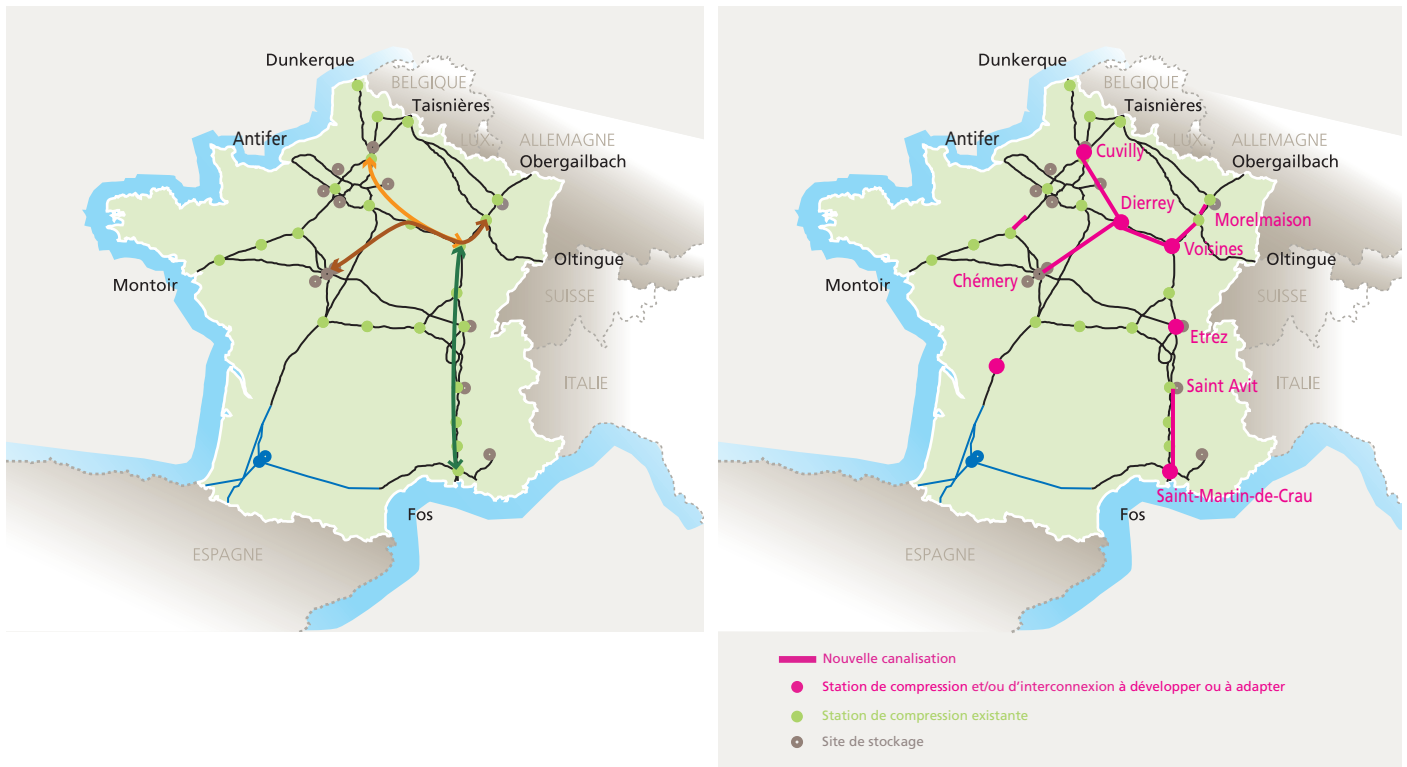 Dunkerque
BELGIQUE
Taisnières
Antifer
LUX.
ALLEMAGNE
Obergailbach
Oltingue
Montoir
SUISSE
ITALIE
Fos
ESPAGNE
Dunkerque
BELGIQUE
Taisnières
Antifer
LUX.
ALLEMAGNE
Cuvilly
Obergailbach
Dierrey
Morelmaison
Voisines
Oltingue
Chémery
Montoir
SUISSE
Etrez
Saint Avit
ITALIE
Saint-Martin-de-Crau
Fos
ESPAGNE
Nouvelle canalisation
Station de compression et/ou d'interconnexion à développer ou à adapter
Station de compression existante
Site de stockage